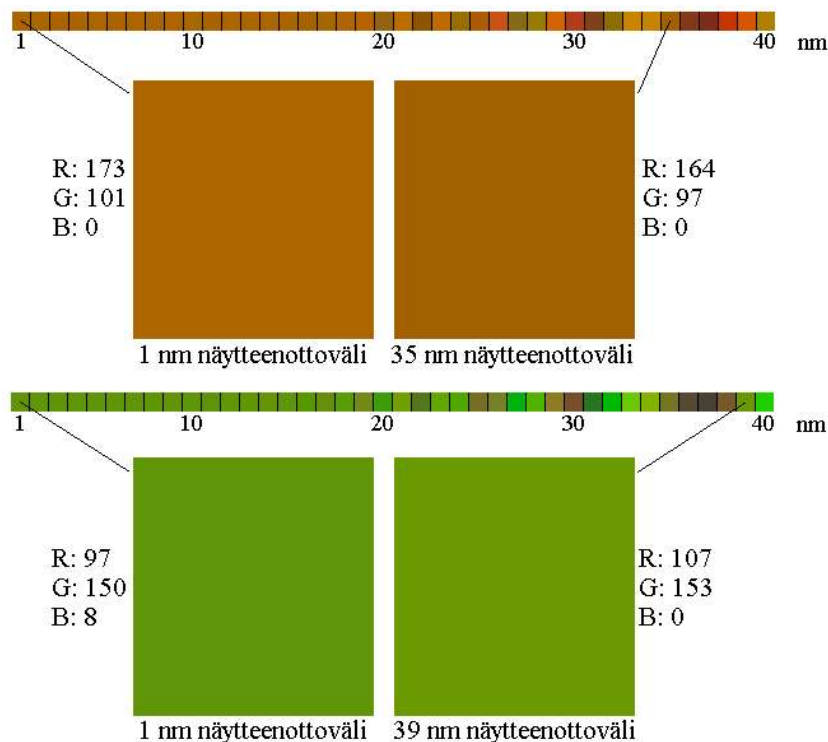 1 10 20 30 40 nm
R: 173
G: 101
B: 0
R: 164
G: 97
B: 0
1 nm näytteenottoväli 35 nm näytteenottoväli
1 10 20 30 40 nm
R: 97
G: 150
B: 8
R: 107
G: 153
B: 0
1 nm näytteenottoväli 39 nm näytteenottoväli